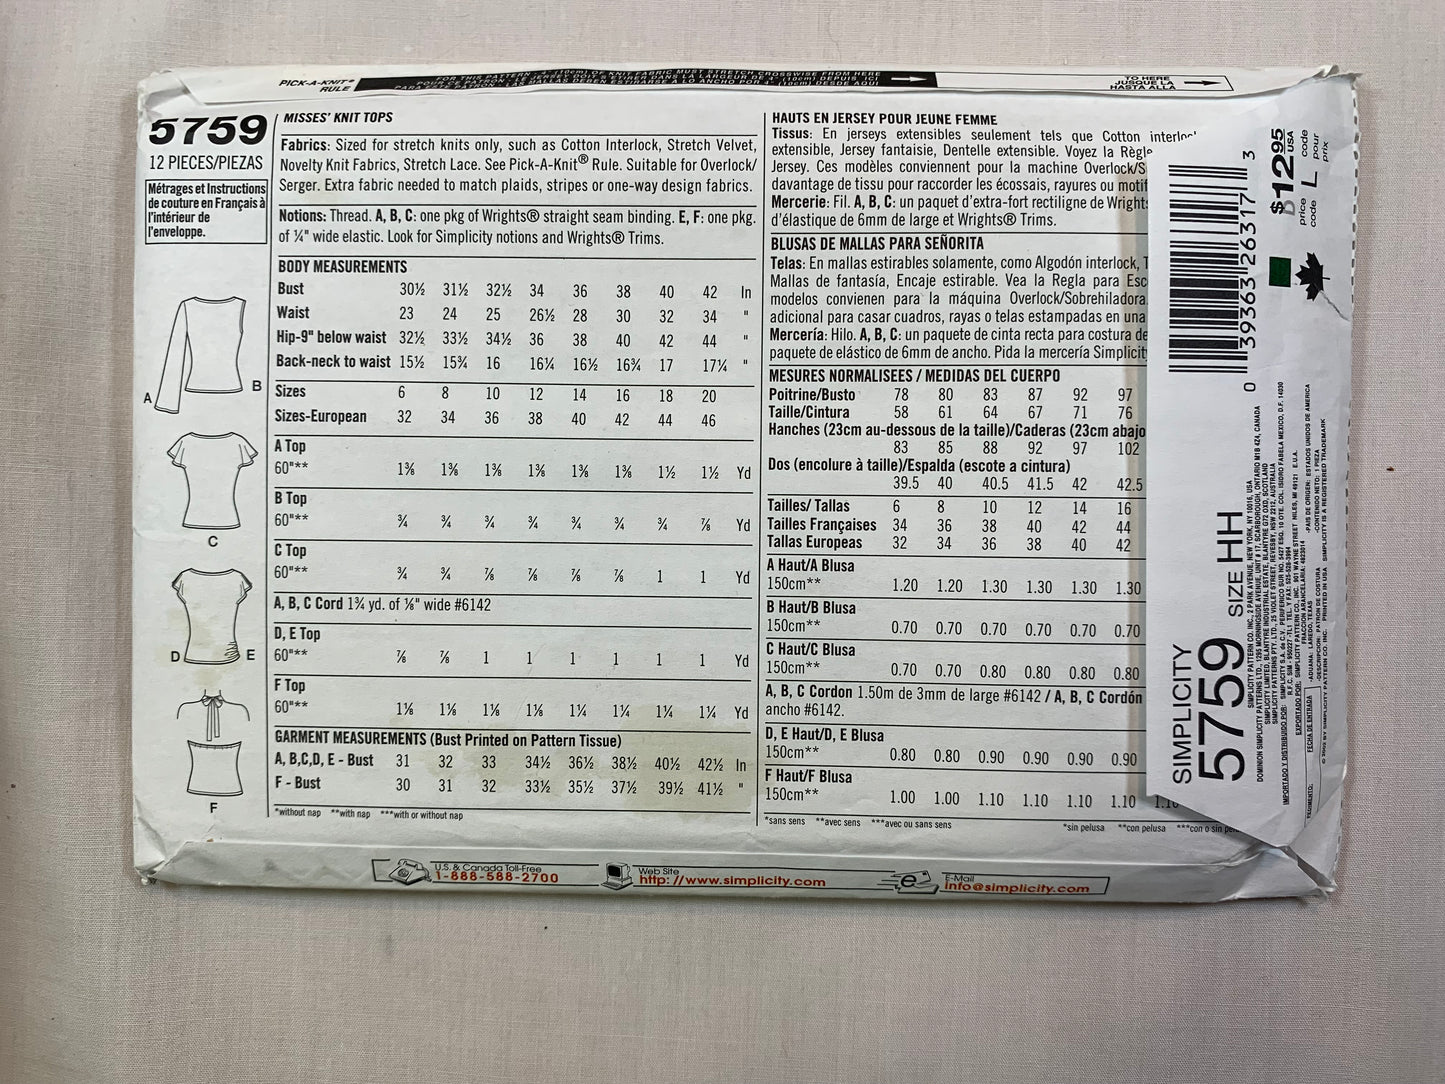 PICK-A-KNIT® RULE
TO HERE
JUSQUE LA
HASTA ALLA
5759
12 PIECES/PIEZAS
Métrages et Instructions
de couture en Français à
l'intérieur de
l'enveloppe.
A
B
C
D
E
F
MISSES' KNIT TOPS
Fabrics: Sized for stretch knits only, such as Cotton Interlock, Stretch Velvet,
Novelty Knit Fabrics, Stretch Lace. See Pick-A-Knit® Rule. Suitable for Overlock/
Serger. Extra fabric needed to match plaids, stripes or one-way design fabrics.
Notions: Thread. A, B, C: one pkg of Wrights® straight seam binding. E, F: one pkg.
of ¼" wide elastic. Look for Simplicity notions and Wrights® Trims.
BODY MEASUREMENTS
Bust 30½ 31½ 32½ 34 36 38 40 42 In
Waist 23 24 25 26½ 28 30 32 34 "
Hip-9" below waist 32½ 33½ 34½ 36 38 40 42 44 "
Back-neck to waist 15½ 15¾ 16 16¼ 16½ 16¾ 17 17¼ "
Sizes 6 8 10 12 14 16 18 20
Sizes-European 32 34 36 38 40 42 44 46
A Top
60"** 1⅜ 1⅜ 1⅜ 1⅜ 1⅜ 1⅜ 1½ 1½ Yd
B Top
60"** ¾ ¾ ¾ ¾ ¾ ¾ ¾ ⅞ Yd
C Top
60"** ¾ ¾ ⅞ ⅞ ⅞ ⅞ 1 1 Yd
A, B, C Cord 1¾ yd. of ⅛" wide #6142
D, E Top
60"** ⅞ ⅞ 1 1 1 1 1 1 Yd
F Top
60"** 1⅛ 1⅛ 1⅛ 1⅛ 1¼ 1¼ 1¼ 1¼ Yd
GARMENT MEASUREMENTS (Bust Printed on Pattern Tissue)
A, B,C,D, E - Bust 31 32 33 34½ 36½ 38½ 40½ 42½ In
F - Bust 30 31 32 33½ 35½ 37½ 39½ 41½ "
*without nap **with nap ***with or without nap
HAUTS EN JERSEY POUR JEUNE FEMME
Tissus: En jerseys extensibles seulement tels que Cotton
extensible, Jersey fantaisie, Dentelle extensible. Voyez la Règle
Jersey. Ces modèles conviennent pour la machine
davantage de tissu pour raccorder les écossais, rayures ou
Mercerie: Fil. A, B, C: un paquet d'extra-fort rectiligne de
d'élastique de 6mm de large et Wrights® Trims.
BLUSAS DE MALLAS PARA SEÑORITA
Telas: En mallas estirables solamente, como Algodón interlock,
Mallas de fantasía, Encaje estirable. Vea la Regla para
modelos convienen para la máquina Overlock/Sobrehiladora.
adicional para casar cuadros, rayas o telas estampadas en una
Mercería: Hilo. A, B, C: un paquete de cinta recta para costura de
paquete de elástico de 6mm de ancho. Pida la mercería
MESURES NORMALISEES / MEDIDAS DEL CUERPO
Poitrine/Busto 78 80 83 87 92 97
Taille/Cintura 58 61 64 67 71 76
Hanches (23cm au-dessous de la taille)/Caderas (23cm
83 85 88 92 97 102
Dos (encolure à taille)/Espalda (escote a cintura)
39.5 40 40.5 41.5 42 42.5
Tailles/ Tallas 6 8 10 12 14 16
Tailles Françaises 34 36 38 40 42 44
Tallas Europeas 32 34 36 38 40 42
A Haut/A Blusa
150cm** 1.20 1.20 1.30 1.30 1.30 1.30
B Haut/B Blusa
150cm** 0.70 0.70 0.70 0.70 0.70 0.70
C Haut/C Blusa
150cm** 0.70 0.70 0.80 0.80 0.80 0.80
A, B, C Cordon 1.50m de 3mm de large #6142 / A, B, C Cordón
ancho #6142.
D, E Haut/D, E Blusa
150cm** 0.80 0.80 0.90 0.90 0.90 0.90
F Haut/F Blusa
150cm** 1.00 1.00 1.10 1.10 1.10 1.10
*sans sens **avec sens ***avec ou sans sens
*sin pelusa **con pelusa ***con o sin
U.S. & Canada Toll-Free
1-888-588-2700
Web Site
http: //www.simplicity.com
E-Mail
info@simplicity.com
SIMPLICITY
5759 SIZE HH
0 39363 26317 3
$12.95 USA
price code L code pour prix
SIMPLICITY PATTERN CO. INC., 2 PARK AVENUE, NEW YORK, NY 10016, USA